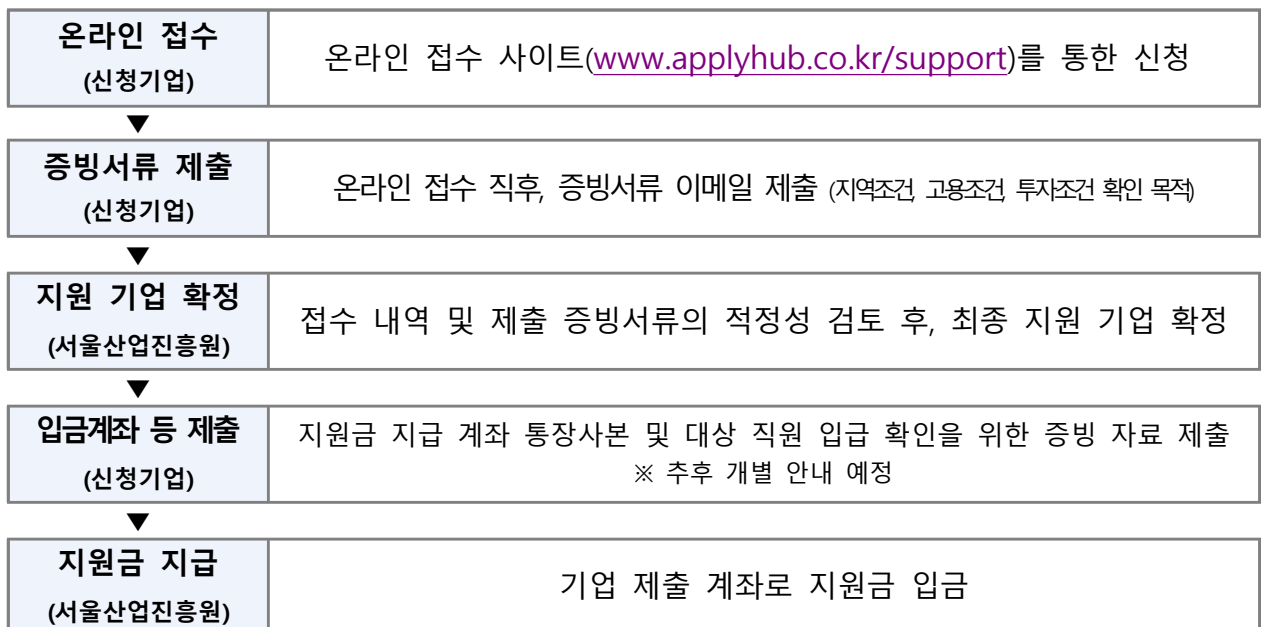 온라인 접수
(신청기업)
온라인 접수 사이트(www.applyhub.co.kr/support)를 통한 신청
▼
증빙서류 제출
(신청기업)
온라인 접수 직후, 증빙서류 이메일 제출 (지역조건, 고용조건, 투자조건 확인 목적)
▼
지원 기업 확정
(서울산업진흥원)
접수 내역 및 제출 증빙서류의 적정성 검토 후, 최종 지원 기업 확정
▼
입금계좌 등 제출
(신청기업)
지원금 지급 계좌 통장사본 및 대상 직원 입급 확인을 위한 증빙 자료 제출
※ 추후 개별 안내 예정
▼
지원금 지급
(서울산업진흥원)
기업 제출 계좌로 지원금 입금